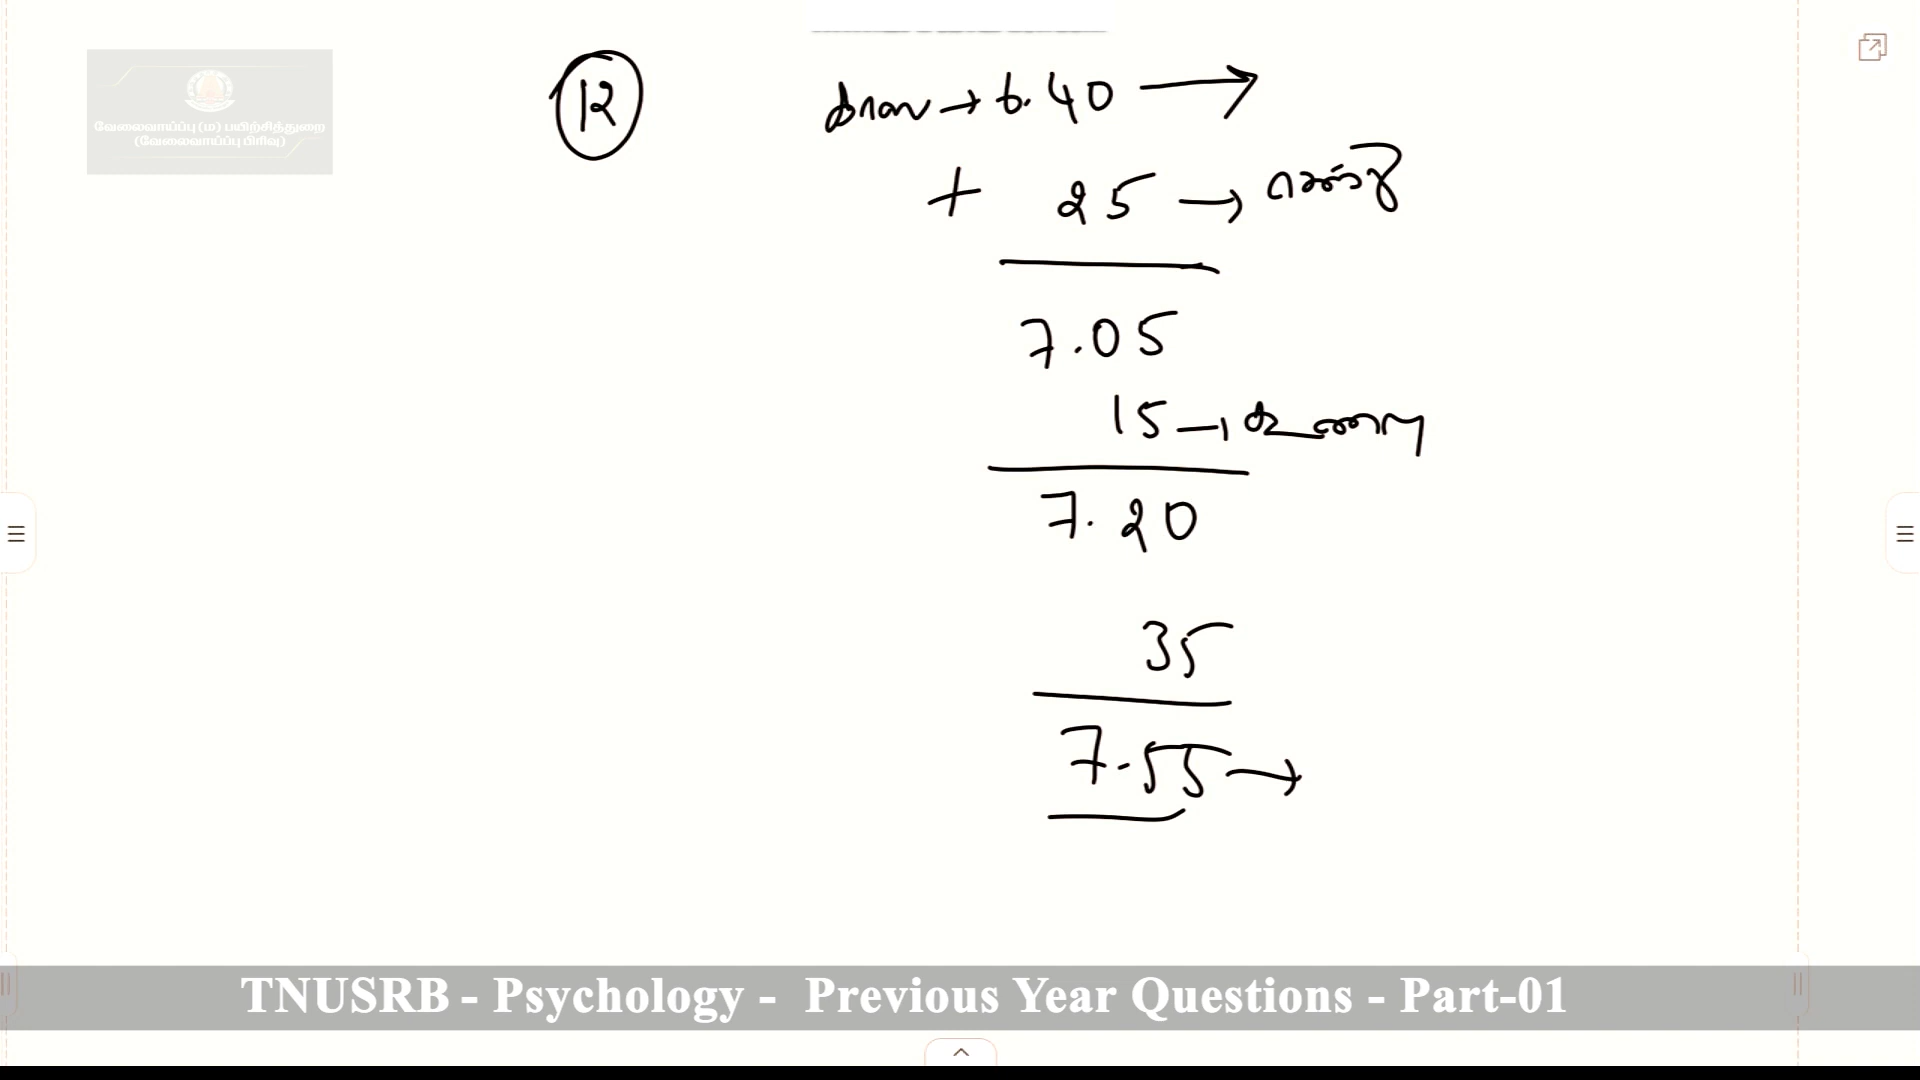 வேலைவாய்ப்பு (ம) பயிற்சித்துறை
(வேலைவாய்ப்பு பிரிவு)
12
காலை → 6.40 →
+ 25 →
7.05
15 → உணவு
7.20
35
7.55 →
TNUSRB - Psychology - Previous Year Questions - Part-01